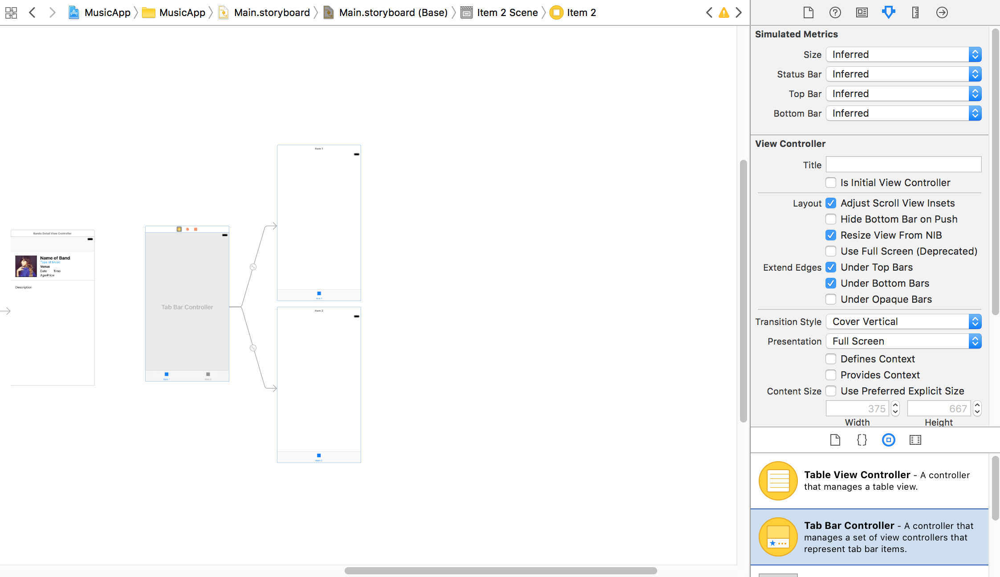 MusicApp MusicApp Main.storyboard Main.storyboard (Base) Item 2 Scene Item 2
Simulated Metrics
Size Inferred
Status Bar Inferred
Top Bar Inferred
Bottom Bar Inferred
View Controller
Title
Is Initial View Controller
Layout Adjust Scroll View Insets
Hide Bottom Bar on Push
Resize View From NIB
Use Full Screen (Deprecated)
Extend Edges Under Top Bars
Under Bottom Bars
Under Opaque Bars
Transition Style Cover Vertical
Presentation Full Screen
Defines Context
Provides Context
Content Size Use Preferred Explicit Size
375 667
Width Height
Table View Controller - A controller
that manages a table view.
Tab Bar Controller - A controller that
manages a set of view controllers that
represent tab bar items.
Bands Detail View Controller
Name of Band
Type of Music
Venue
Date Time
Age/Price
Description
Tab Bar Controller
Item 1 Item 2
Item 1
Item 1
Item 2
Item 2